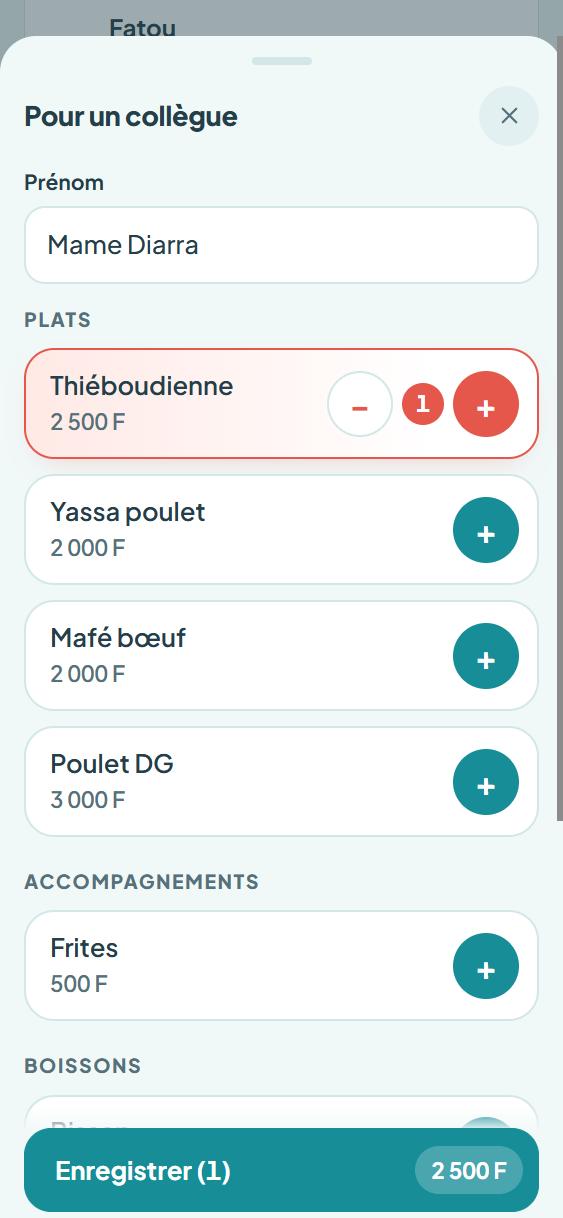 Fatou
Pour un collègue
Prénom
Mame Diarra
PLATS
Thiéboudienne
2 500 F
– 1 +
Yassa poulet
2 000 F
+
Mafé bœuf
2 000 F
+
Poulet DG
3 000 F
+
ACCOMPAGNEMENTS
Frites
500 F
+
BOISSONS
Enregistrer (1) 2 500 F